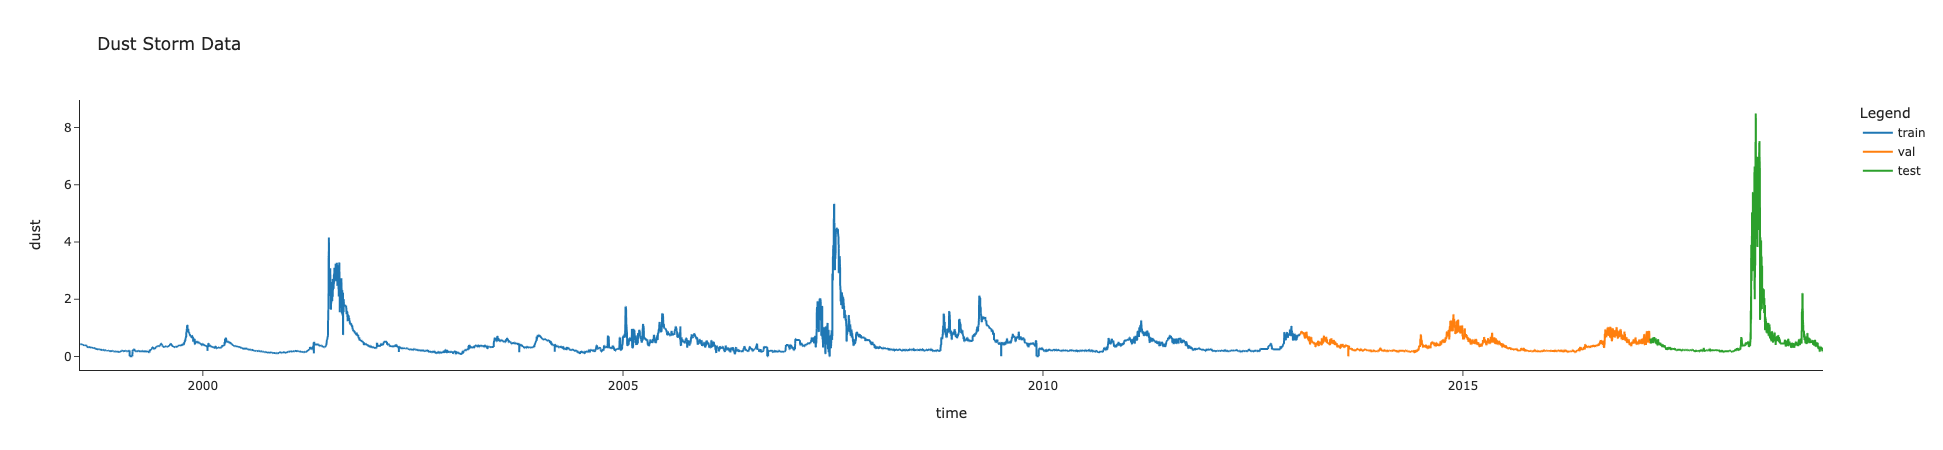 Dust Storm Data
Legend
train
val
test
8
6
4
2
0
dust
2000
2005
2010
2015
time